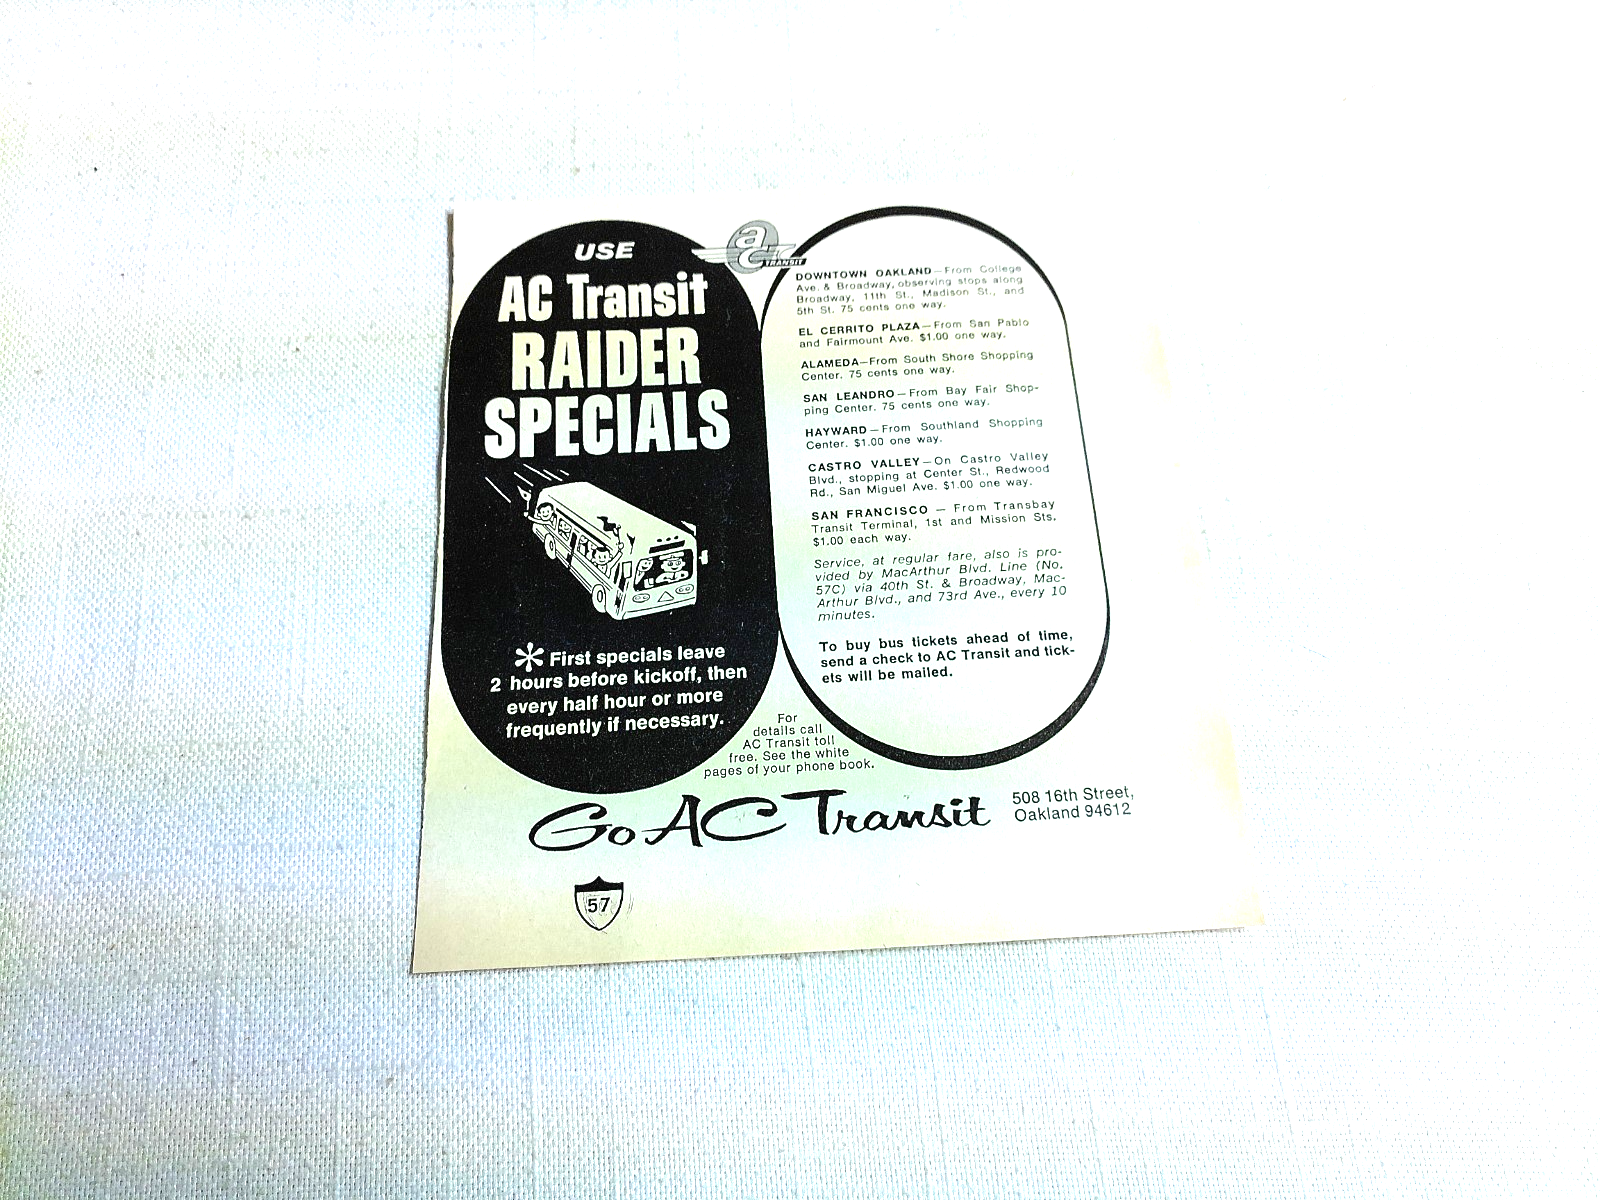 USE
AC Transit
RAIDER
SPECIALS
* First specials leave
2 hours before kickoff, then
every half hour or more
frequently if necessary.
ac
TRANSIT
DOWNTOWN OAKLAND—From College
Ave. & Broadway, observing stops along
Broadway, 11th St., Madison St., and
5th St. 75 cents one way.
EL CERRITO PLAZA—From San Pablo
and Fairmount Ave. $1.00 one way.
ALAMEDA—From South Shore Shopping
Center. 75 cents one way.
SAN LEANDRO—From Bay Fair Shop-
ping Center. 75 cents one way.
HAYWARD—From Southland Shopping
Center. $1.00 one way.
CASTRO VALLEY—On Castro Valley
Blvd., stopping at Center St., Redwood
Rd., San Miguel Ave. $1.00 one way.
SAN FRANCISCO — From Transbay
Transit Terminal, 1st and Mission Sts.
$1.00 each way.
Service, at regular fare, also is pro-
vided by MacArthur Blvd. Line (No.
57C) via 40th St. & Broadway, Mac-
Arthur Blvd., and 73rd Ave., every 10
minutes.
To buy bus tickets ahead of time,
send a check to AC Transit and tick-
ets will be mailed.
For
details call
AC Transit toll
free. See the white
pages of your phone book.
Go AC Transit
508 16th Street,
Oakland 94612
57